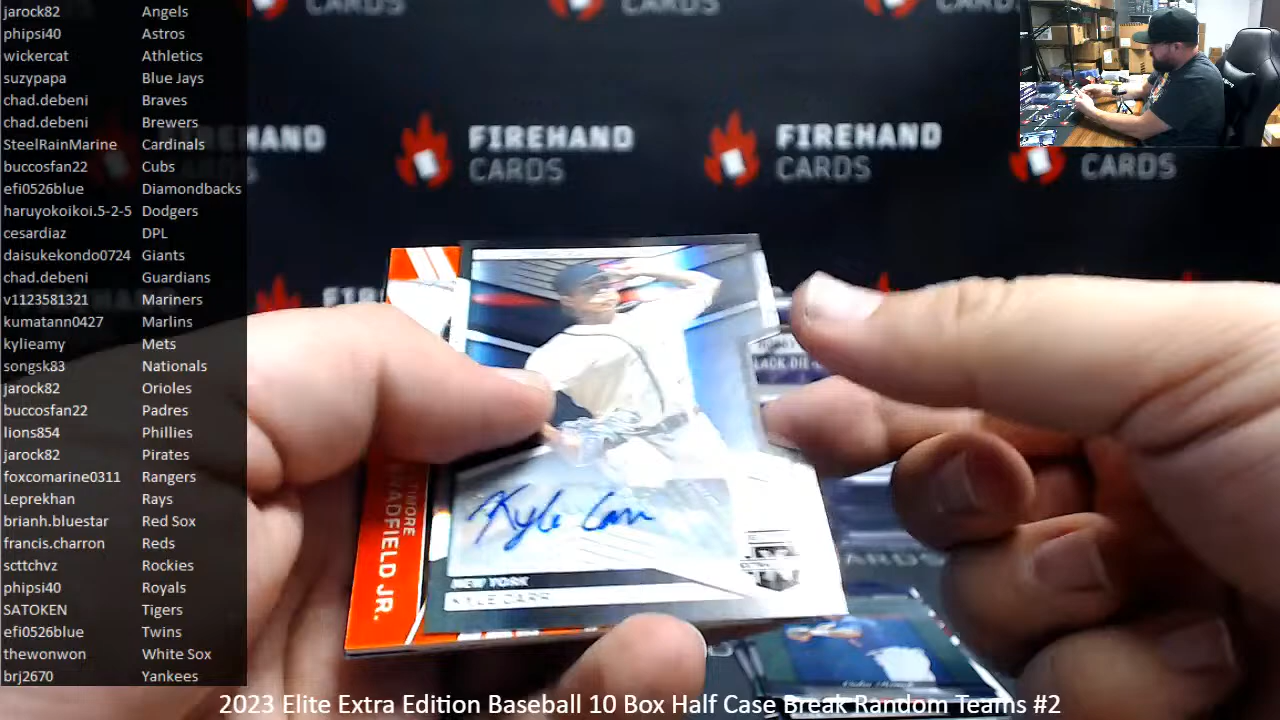 jarock82 Angels
phipsi40 Astros
wickercat Athletics
suzypapa Blue Jays
chad.debeni Braves
chad.debeni Brewers
SteelRainMarine Cardinals
buccosfan22 Cubs
efi0526blue Diamondbacks
haruyokoikoi.5-2-5 Dodgers
cesardiaz DPL
daisukekondo0724 Giants
chad.debeni Guardians
v1123581321 Mariners
kumatann0427 Marlins
kylieamy Mets
songsk83 Nationals
jarock82 Orioles
buccosfan22 Padres
lions854 Phillies
jarock82 Pirates
foxcomarine0311 Rangers
Leprekhan Rays
brianh.bluestar Red Sox
francis.charron Reds
scttchvz Rockies
phipsi40 Royals
SATOKEN Tigers
efi0526blue Twins
thewonwon White Sox
brj2670 Yankees
FIREHAND
CARDS
FIREHAND
CARDS
CARDS
Kyle Carr
NEW YORK
KYLE CARR
ADFIELD JR.
2023 Elite Extra Edition Baseball 10 Box Half Case Break Random Teams #2